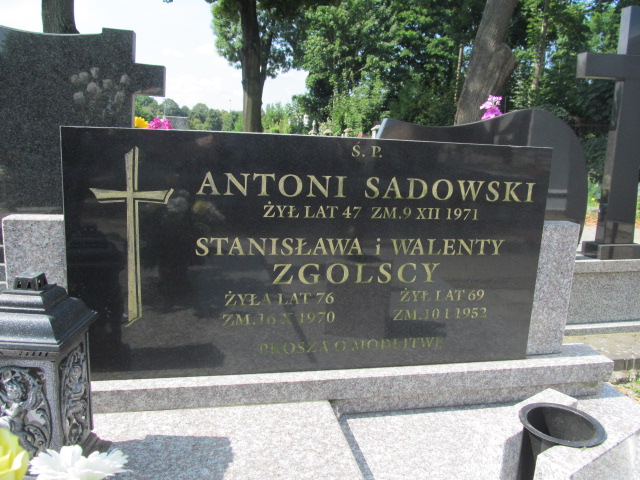 Ś. P.
ANTONI SADOWSKI
ŻYŁ LAT 47 ZM. 9 XII 1971
STANISŁAWA i WALENTY
ZGOLSCY
ŻYŁA LAT 76 ŻYŁ LAT 69
ZM. 16 X 1970 ZM. 10 I 1952
PROSZĄ O MODLITWĘ